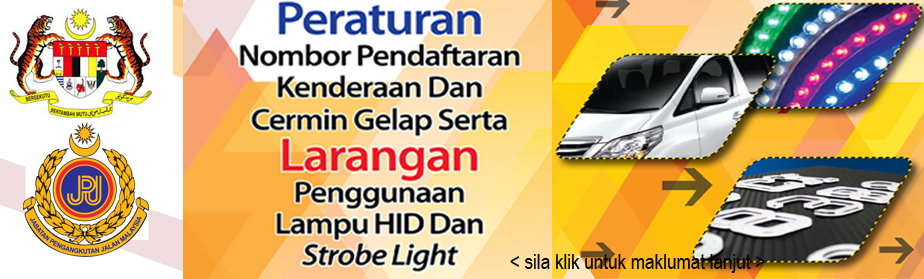 BERSEKUTU
BERTAMBAH MUTU
JPJ
JABATAN PENGANGKUTAN JALAN MALAYSIA
Peraturan
Nombor Pendaftaran
Kenderaan Dan
Cermin Gelap Serta
Larangan
Penggunaan
Lampu HID Dan
Strobe Light
< sila klik untuk maklumat lanjut >